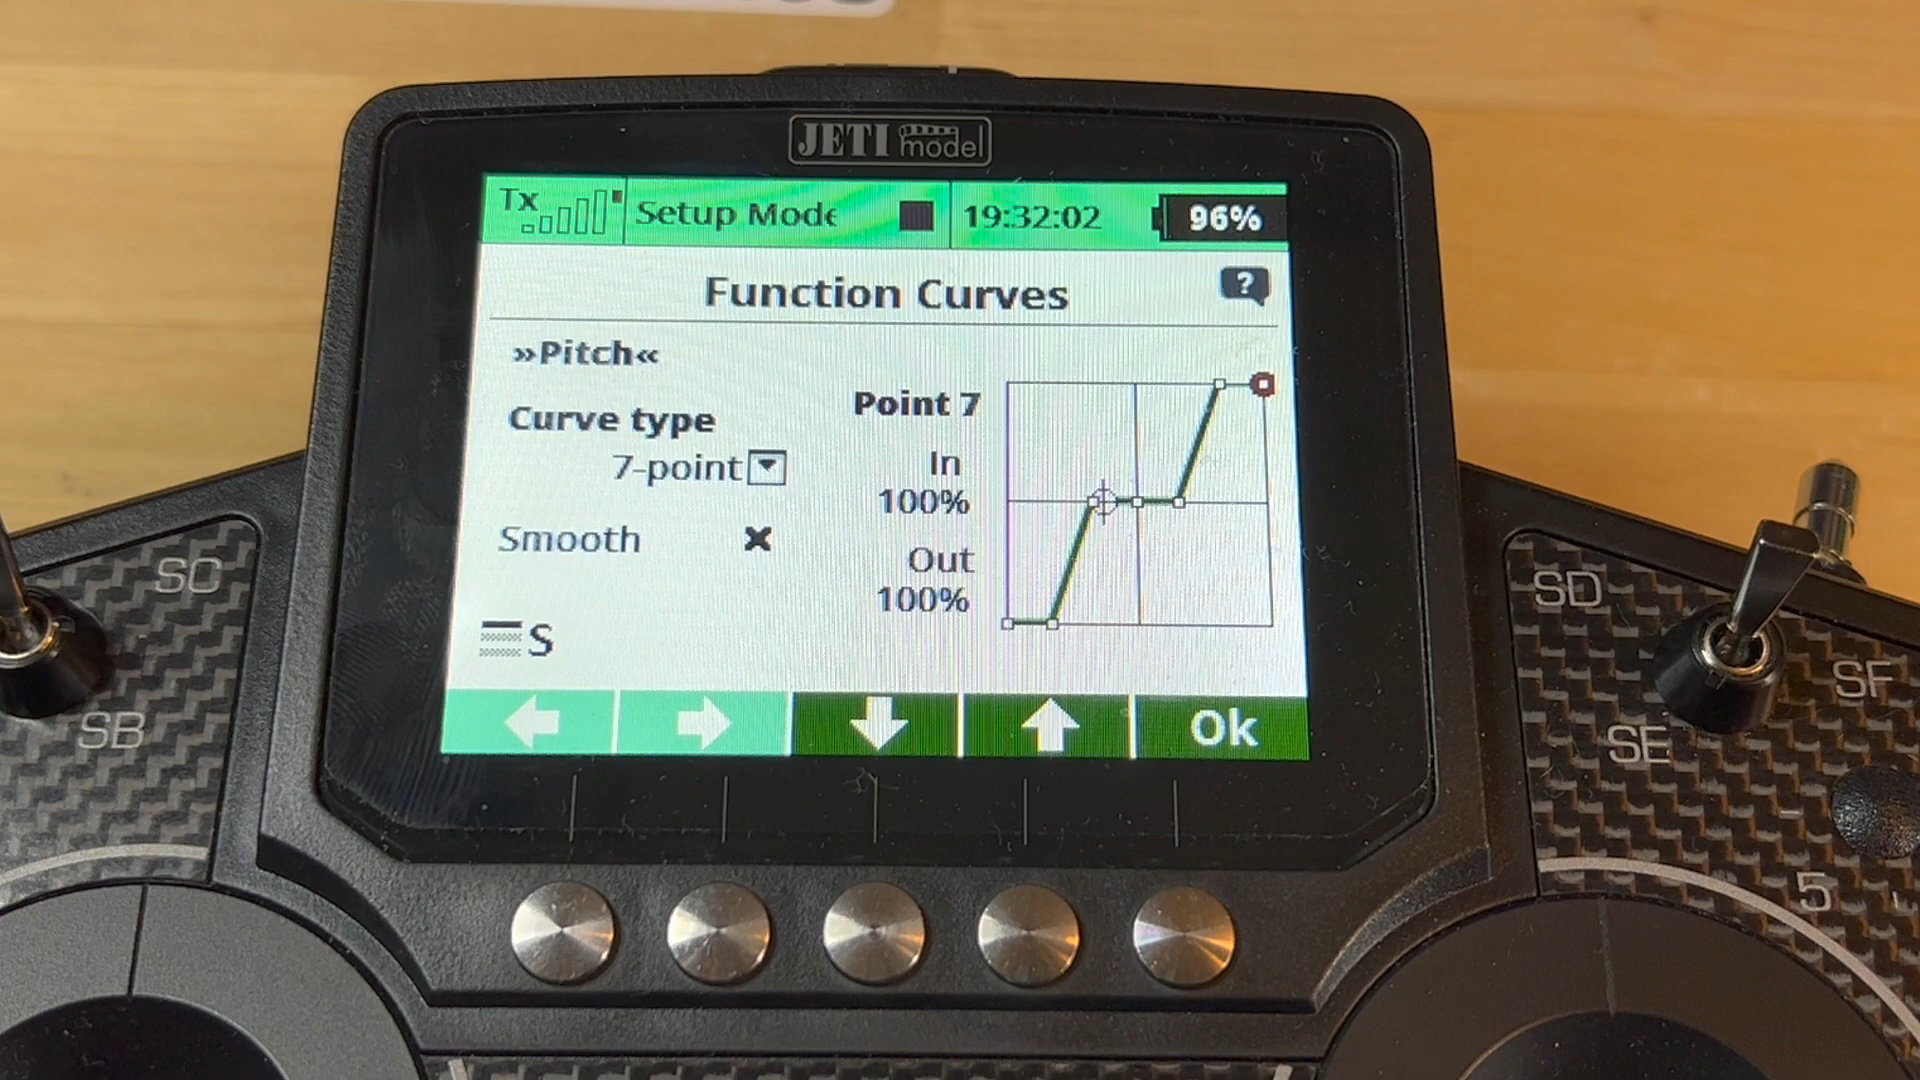 JETI model
Tx Setup Mode 19:32:02 96%
Function Curves ?
»Pitch«
Curve type
7-point
Smooth
S
Point 7
In
100%
Out
100%
Ok
SC
SB
SD
SF
SE
5